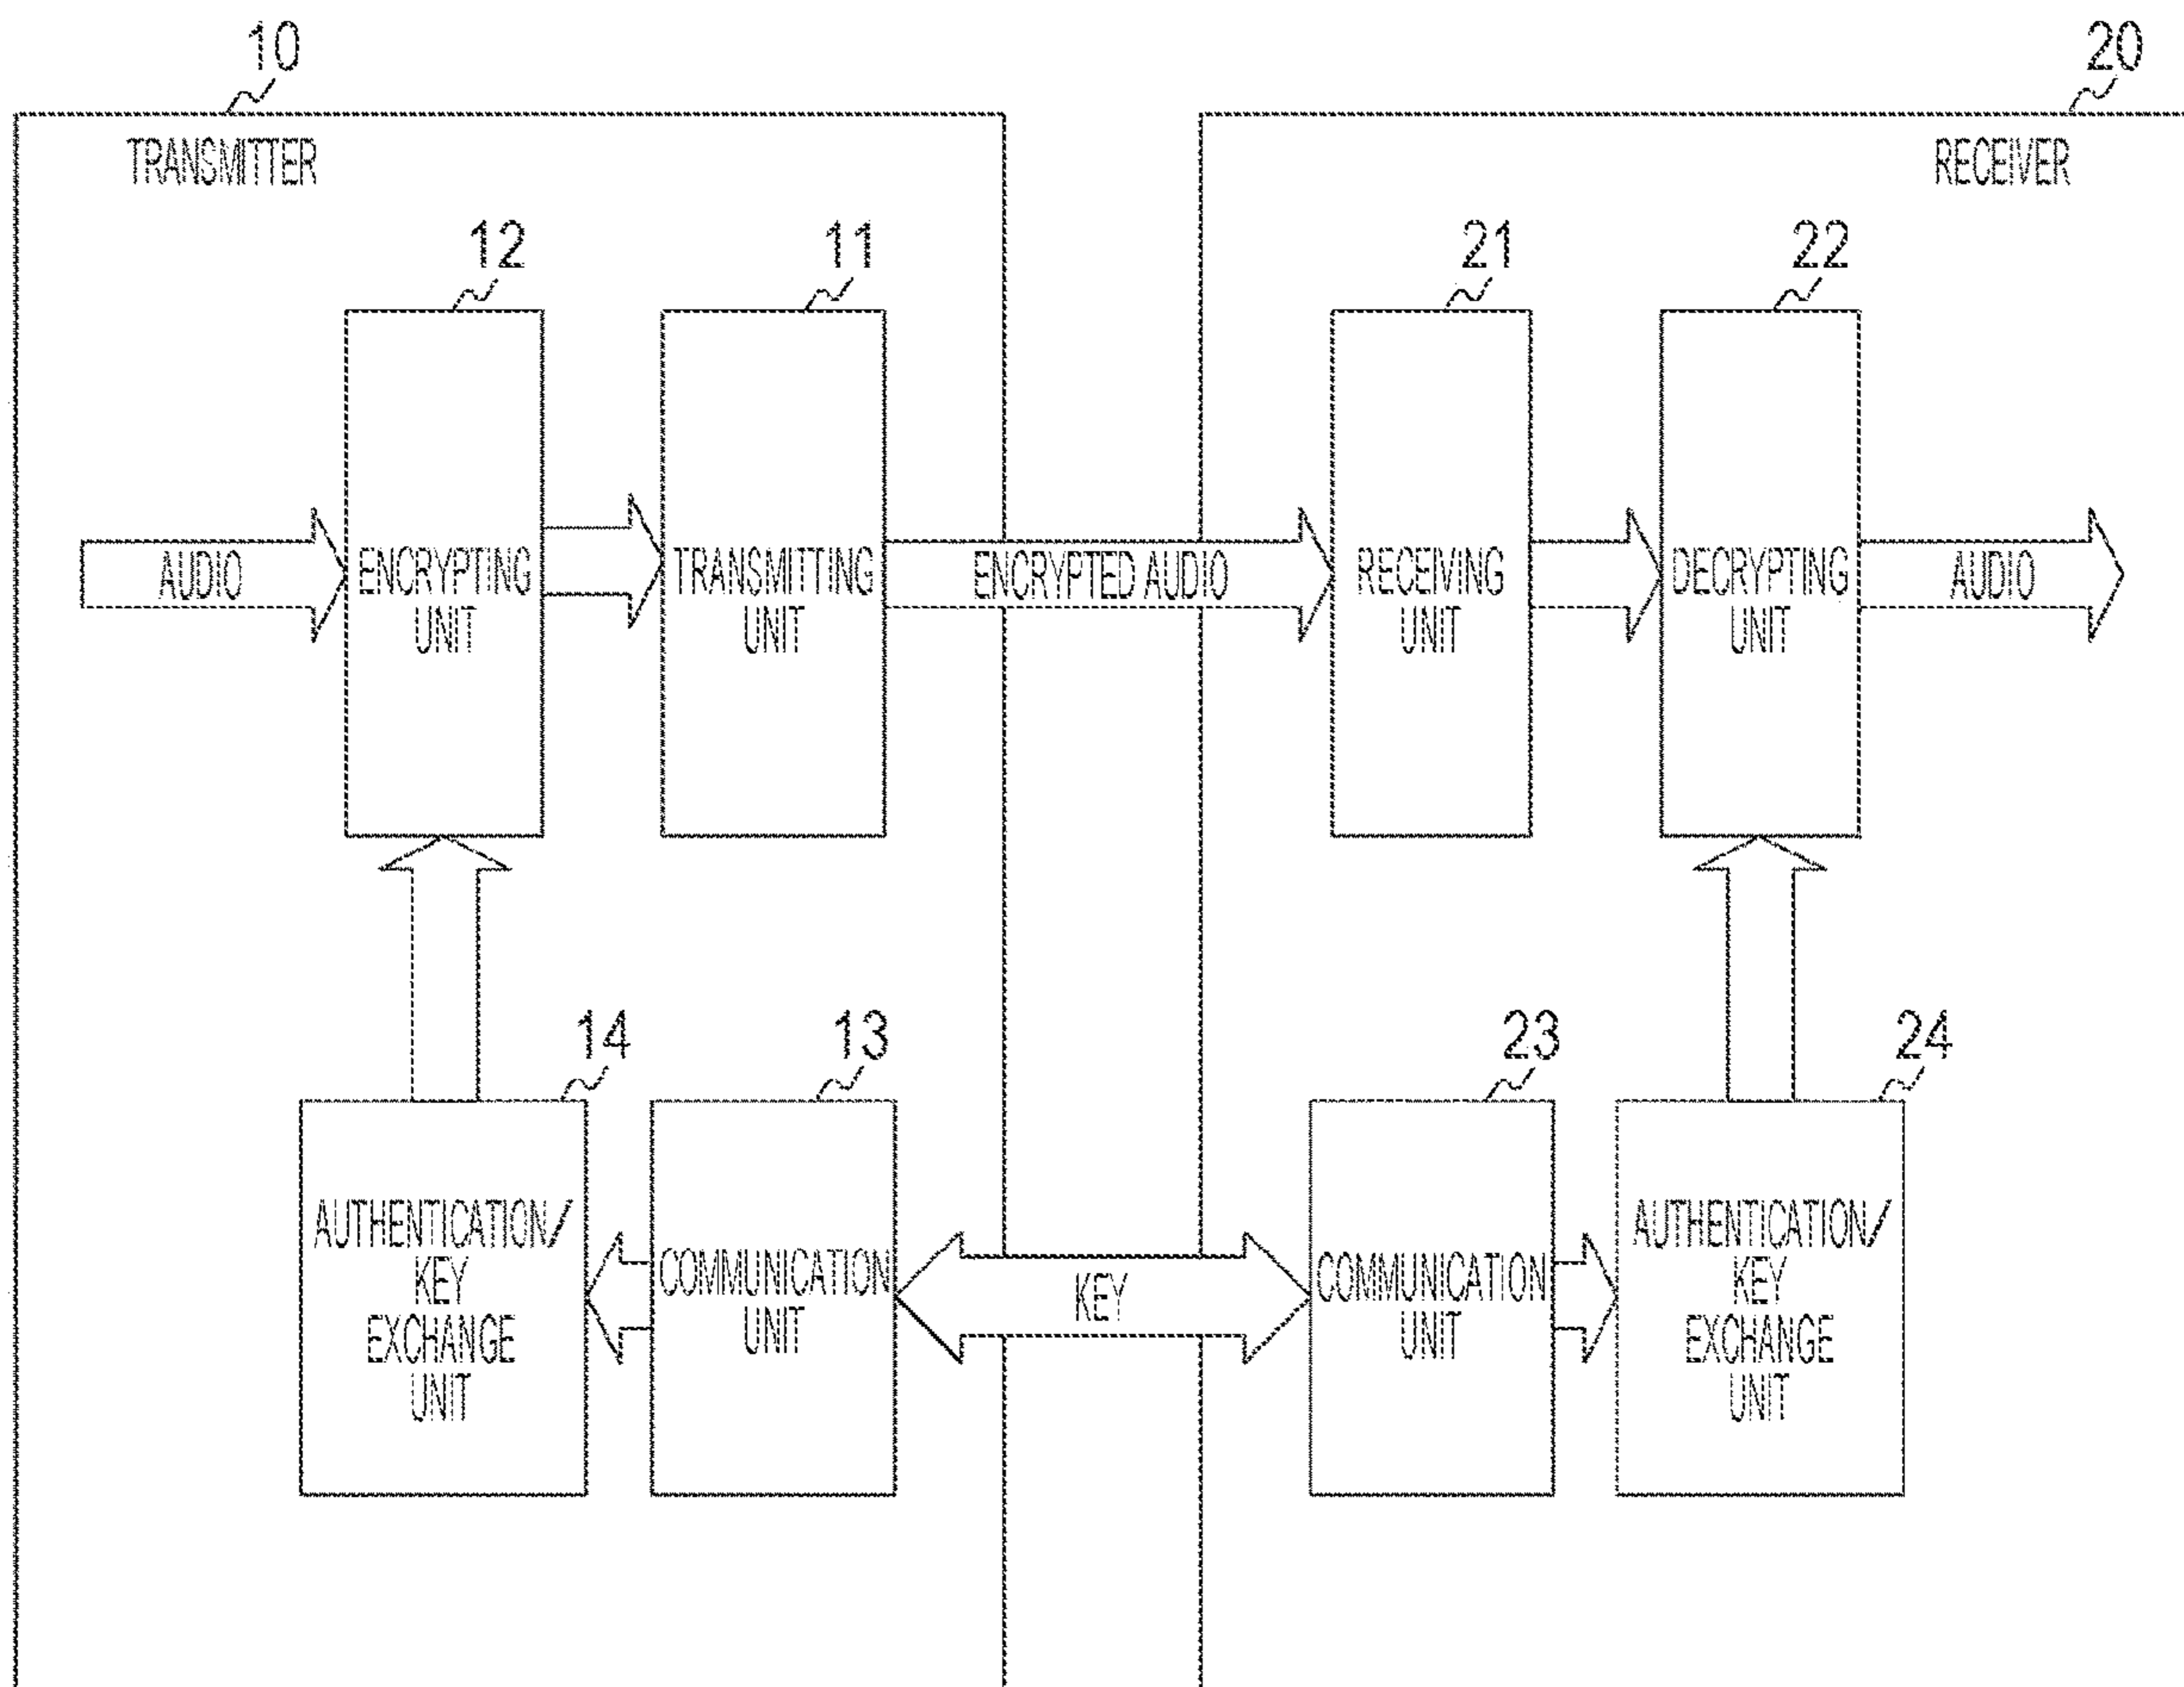 10
20
TRANSMITTER
RECEIVER
12
11
21
22
AUDIO
ENCRYPTING
UNIT
TRANSMITTING
UNIT
ENCRYPTED AUDIO
RECEIVING
UNIT
DECRYPTING
UNIT
AUDIO
14
13
23
24
AUTHENTICATION/
KEY
EXCHANGE
UNIT
COMMUNICATION
UNIT
KEY
COMMUNICATION
UNIT
AUTHENTICATION/
KEY
EXCHANGE
UNIT